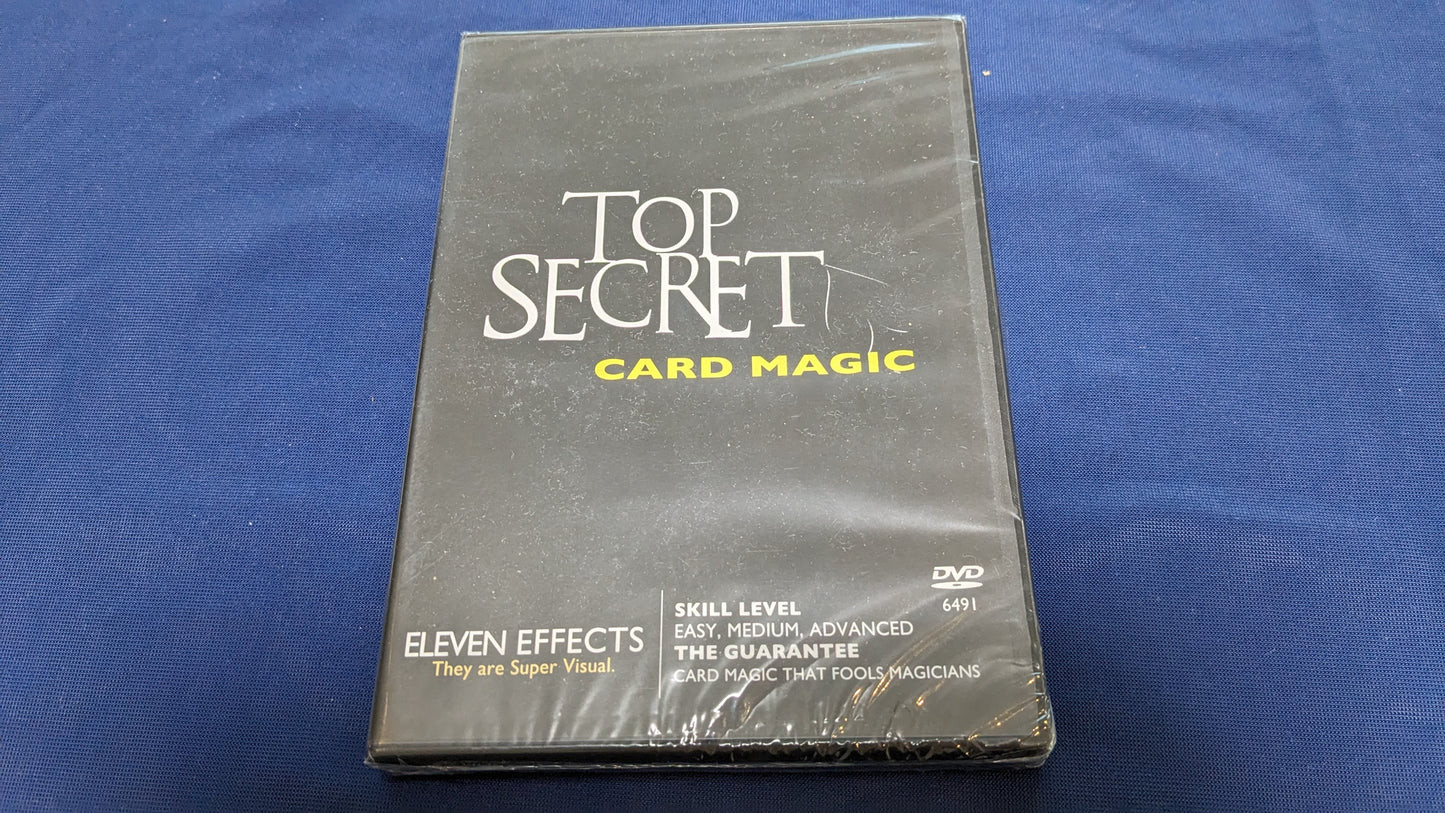 TOP
SECRET
CARD MAGIC
DVD
6491
ELEVEN EFFECTS
They are Super Visual.
SKILL LEVEL
EASY, MEDIUM, ADVANCED
THE GUARANTEE
CARD MAGIC THAT FOOLS MAGICIANS